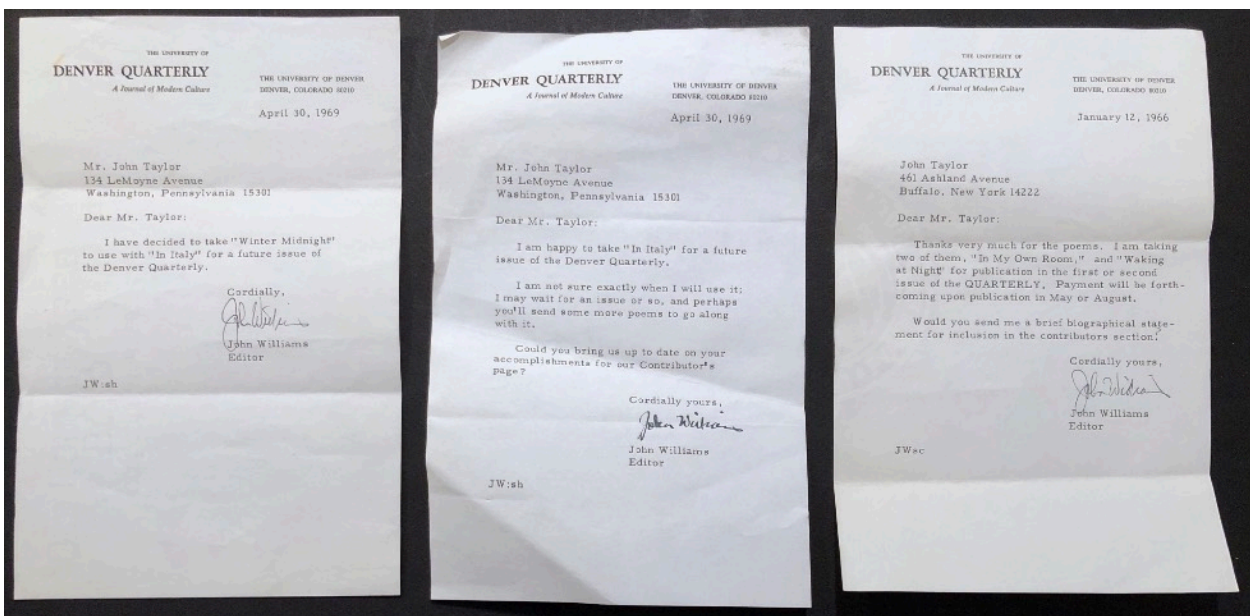 THE UNIVERSITY OF
DENVER QUARTERLY
A Journal of Modern Culture
THE UNIVERSITY OF DENVER
DENVER, COLORADO 80210
April 30, 1969
Mr. John Taylor
134 LeMoyne Avenue
Washington, Pennsylvania 15301
Dear Mr. Taylor:
I have decided to take "Winter Midnight"
to use with "In Italy" for a future issue of
the Denver Quarterly.
Cordially,
John Williams
John Williams
Editor
JW:sh
THE UNIVERSITY OF
DENVER QUARTERLY
A Journal of Modern Culture
THE UNIVERSITY OF DENVER
DENVER, COLORADO 80210
April 30, 1969
Mr. John Taylor
134 LeMoyne Avenue
Washington, Pennsylvania 15301
Dear Mr. Taylor:
I am happy to take "In Italy" for a future
issue of the Denver Quarterly.
I am not sure exactly when I will use it;
I may wait for an issue or so, and perhaps
you'll send some more poems to go along
with it.
Could you bring us up to date on your
accomplishments for our Contributor's
page?
Cordially yours,
John Williams
John Williams
Editor
JW:sh
THE UNIVERSITY OF
DENVER QUARTERLY
A Journal of Modern Culture
THE UNIVERSITY OF DENVER
DENVER, COLORADO 80210
January 12, 1966
John Taylor
461 Ashland Avenue
Buffalo, New York 14222
Dear Mr. Taylor:
Thanks very much for the poems. I am taking
two of them, "In My Own Room," and "Waking
at Night" for publication in the first or second
issue of the QUARTERLY. Payment will be forth-
coming upon publication in May or August.
Would you send me a brief biographical state-
ment for inclusion in the contributors section?
Cordially yours,
John Williams
John Williams
Editor
JWsc